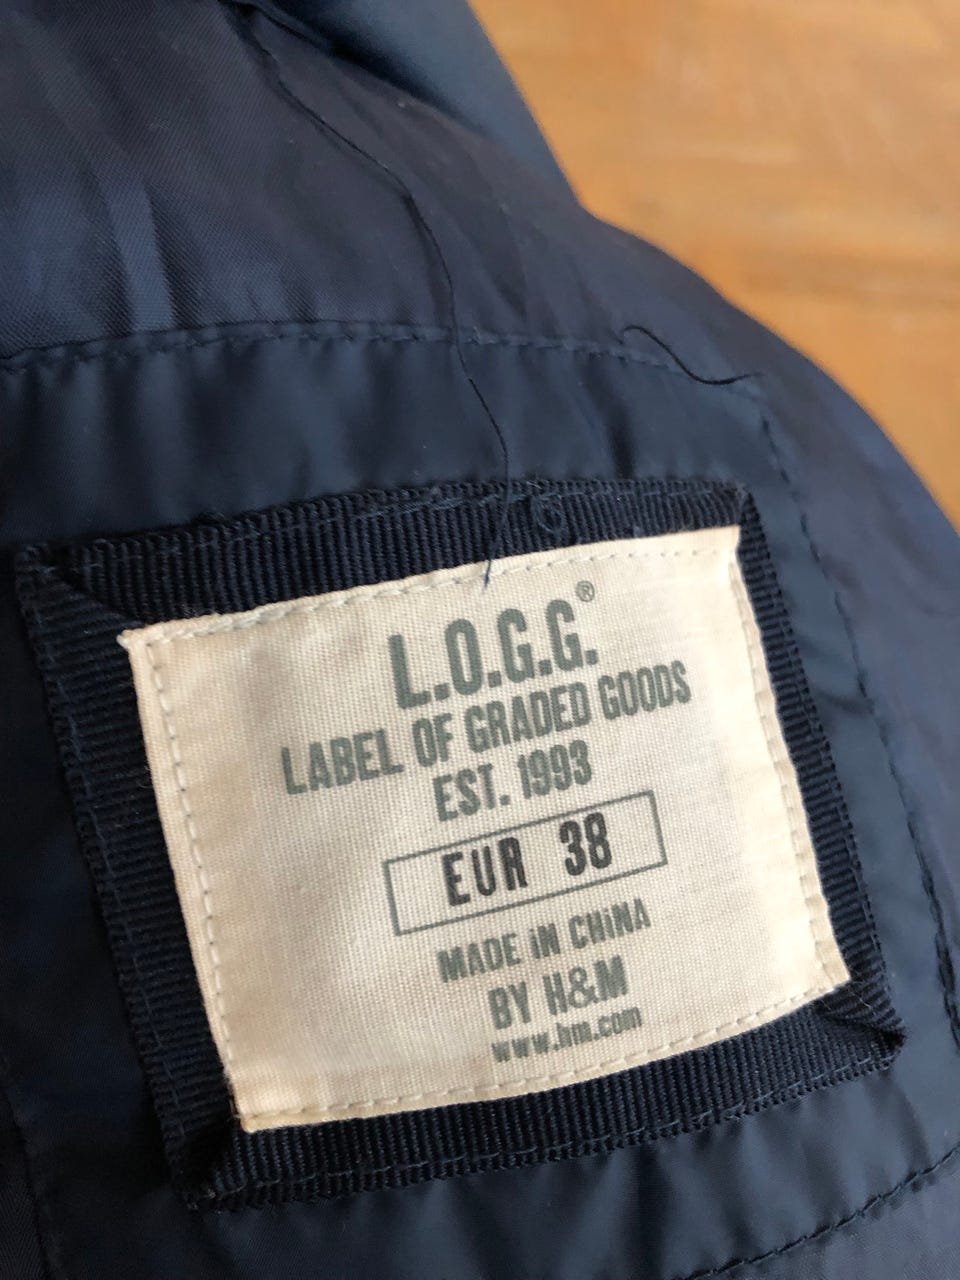 L.O.G.G.®
LABEL OF GRADED GOODS
EST. 1993
EUR 38
MADE iN CHiNA
BY H&M
www.hm.com